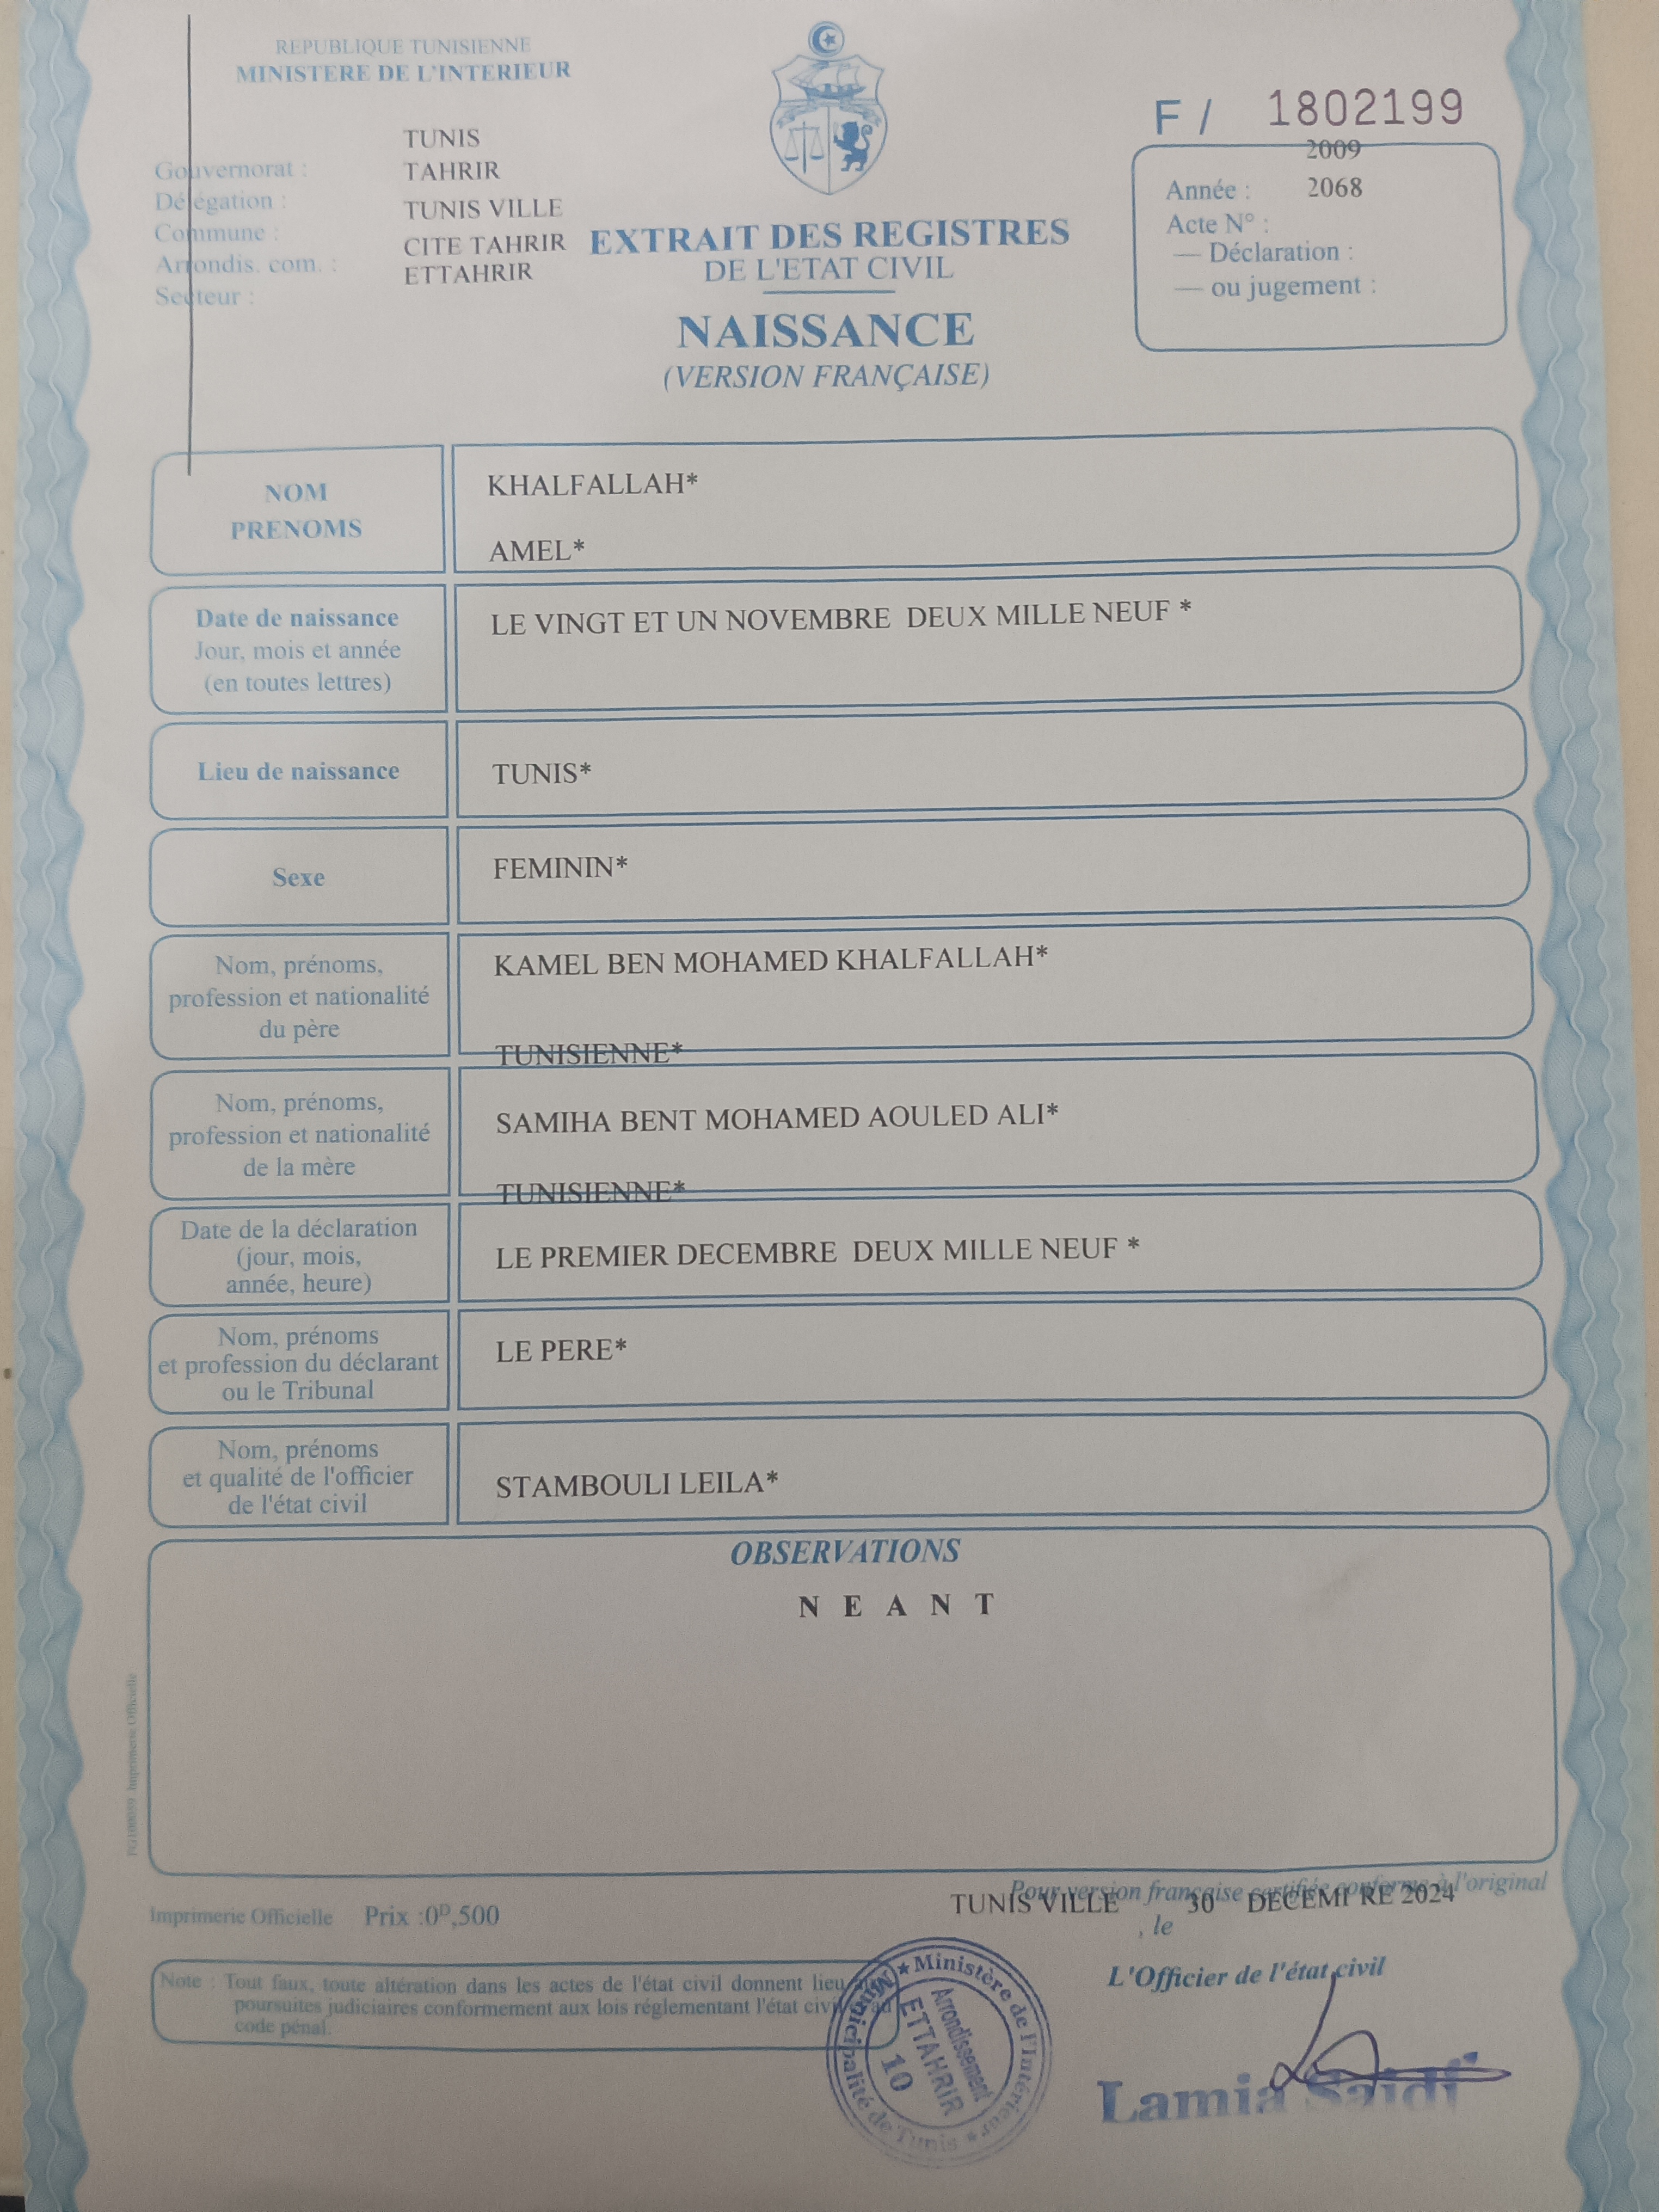 REPUBLIQUE TUNISIENNE
MINISTERE DE L'INTERIEUR
TUNIS
Gouvernorat : TAHRIR
Délégation : TUNIS VILLE
Commune : CITE TAHRIR
Arrondis. com. : ETTAHRIR
Secteur :
F / 1802199
2009
Année : 2068
Acte N° :
— Déclaration :
— ou jugement :
EXTRAIT DES REGISTRES
DE L'ETAT CIVIL
NAISSANCE
(VERSION FRANÇAISE)
NOM
PRENOMS
KHALFALLAH*
AMEL*
Date de naissance
Jour, mois et année
(en toutes lettres)
LE VINGT ET UN NOVEMBRE DEUX MILLE NEUF *
Lieu de naissance
TUNIS*
Sexe
FEMININ*
Nom, prénoms,
profession et nationalité
du père
KAMEL BEN MOHAMED KHALFALLAH*
TUNISIENNE*
Nom, prénoms,
profession et nationalité
de la mère
SAMIHA BENT MOHAMED AOULED ALI*
TUNISIENNE*
Date de la déclaration
(jour, mois,
année, heure)
LE PREMIER DECEMBRE DEUX MILLE NEUF *
Nom, prénoms
et profession du déclarant
ou le Tribunal
LE PERE*
Nom, prénoms
et qualité de l'officier
de l'état civil
STAMBOULI LEILA*
OBSERVATIONS
N E A N T
Imprimerie Officielle
Pour version française certifiée conforme à l'original
TUNIS VILLE 30 DECEMBRE 2024
, le
Imprimerie Officielle Prix :0ᴰ,500
L'Officier de l'état civil
Note : Tout faux, toute altération dans les actes de l'état civil donnent lieu
poursuites judiciaires conformement aux lois réglementant l'état civil au
code pénal.
★ Ministère de l'Intérieur ★ Municipalité de Tunis
Arrondissement
ETTAHRIR
10
Lamia Saidi